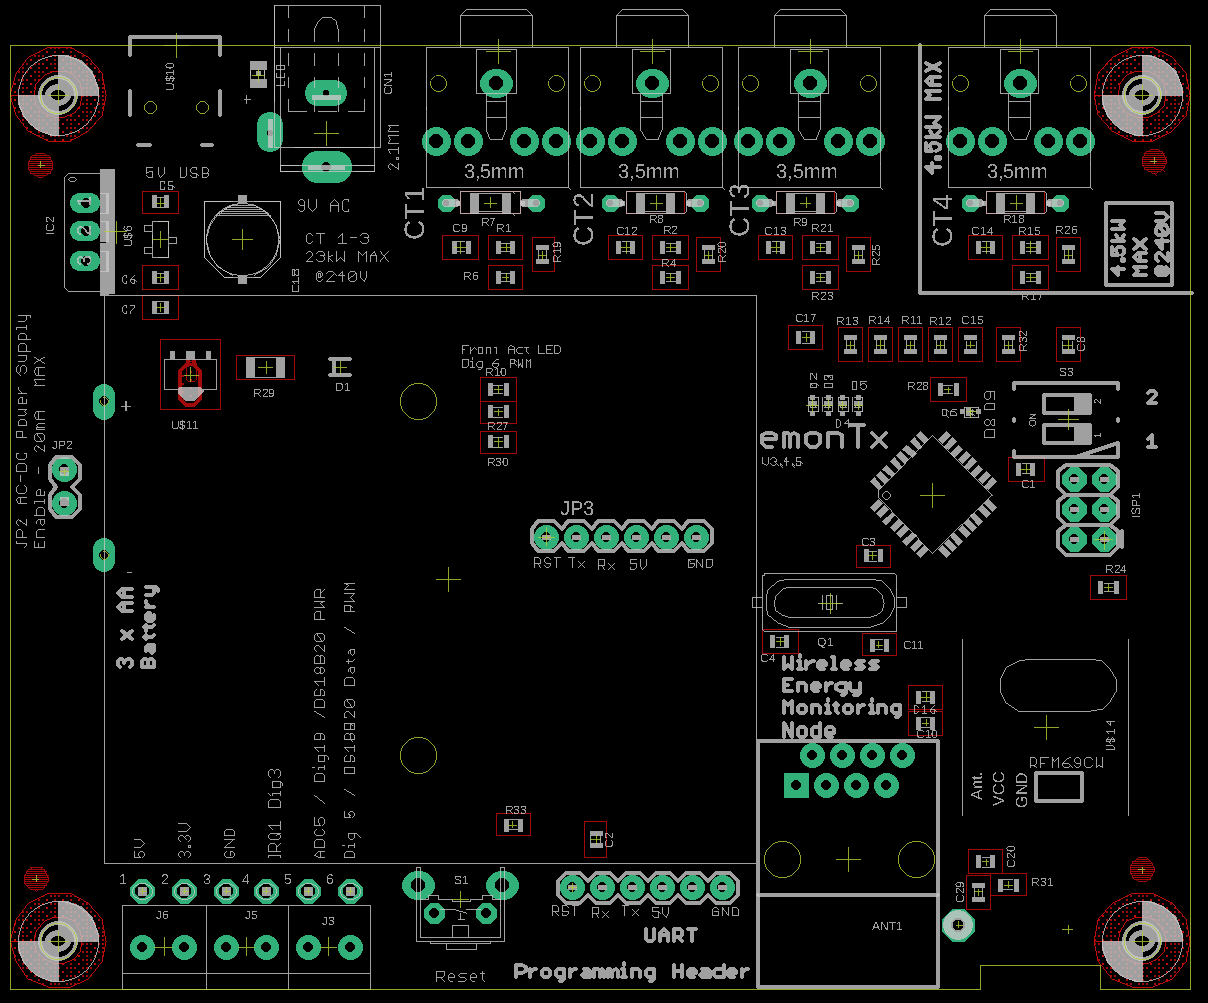 U$10
LED
CN1
2.1MM
+
5V USB
C5
IC2
1
2
3
U$6
C6
C7
C18
9V AC
CT 1-3
23kW MAX
@240V
3,5mm
3,5mm
3,5mm
3,5mm
CT1
CT2
CT3
CT4
R7
R8
R9
R18
C9
R1
R19
R6
C12
R2
R20
R4
C13
R21
R25
R23
C14
R15
R26
R17
4.5kW MAX
4.5kW
MAX
@240V
JP2 AC-DC Power Supply
Enable - 20mA MAX
JP2
U$11
R29
D1
+
-
3 x AA
Battery
Front Act LED
Dig 6 PWM
R10
R27
R30
C17
R13
R14
R11
R12
C15
R32
C8
D2
D3
D5
D4
R28
Q5
D8 D9
S3
ON
2
1
2
1
emonTx
V3.4.5
C1
ISP1
C3
R24
JP3
RST
Tx
Rx
5V
GND
Q1
C4
C11
Wireless
Energy
Monitoring
Node
C16
C10
U$14
RFM69CW
Ant.
VCC
GND
5V
3.3V
GND
IRQ1 Dig3
ADC5 / Dig19 /DS18B20 PWR
Dig 5 / DS18B20 Data / PWM
R33
C2
1
2
3
4
5
6
J6
J5
J3
S1
Reset
RST
Rx
Tx
5V
GND
UART
Programming Header
ANT1
C20
C29
R31